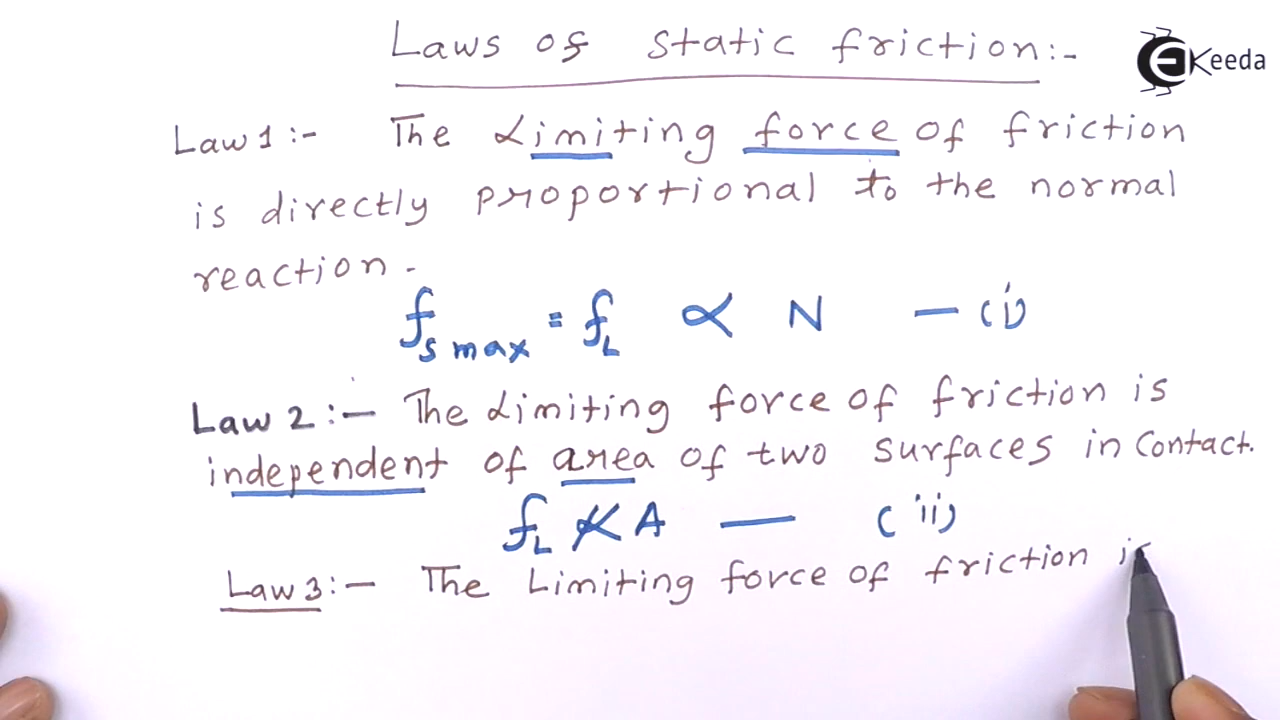 Laws of static friction:-
EKeeda
Law 1:- The Limiting force of friction
is directly proportional to the normal
reaction.
fs max = fL ∝ N — (i)
Law 2:- The Limiting force of friction is
independent of area of two surfaces in Contact.
fL ∝̸ A — (ii)
Law 3:- The Limiting force of friction is